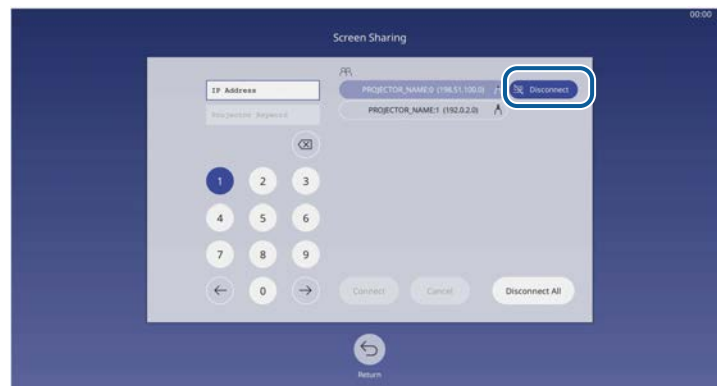 00:00
Screen Sharing
IP Address
Projector Keyword
PROJECTOR_NAME:0 (198.51.100.0)
Disconnect
PROJECTOR_NAME:1 (192.0.2.0)
1 2 3
4 5 6
7 8 9
0
Connect Cancel Disconnect All
Return